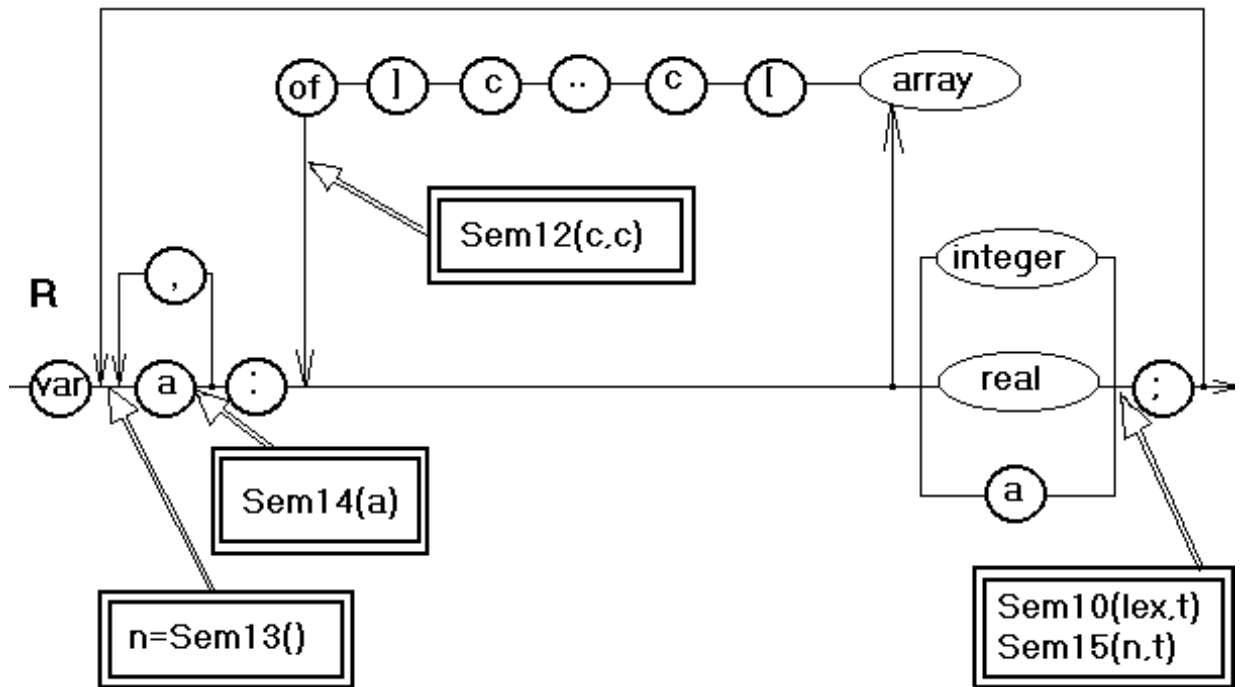 of ] c .. c [ array
Sem12(c,c)
,
integer
R
var a : real ;
Sem14(a)
a
n=Sem13()
Sem10(lex,t)
Sem15(n,t)